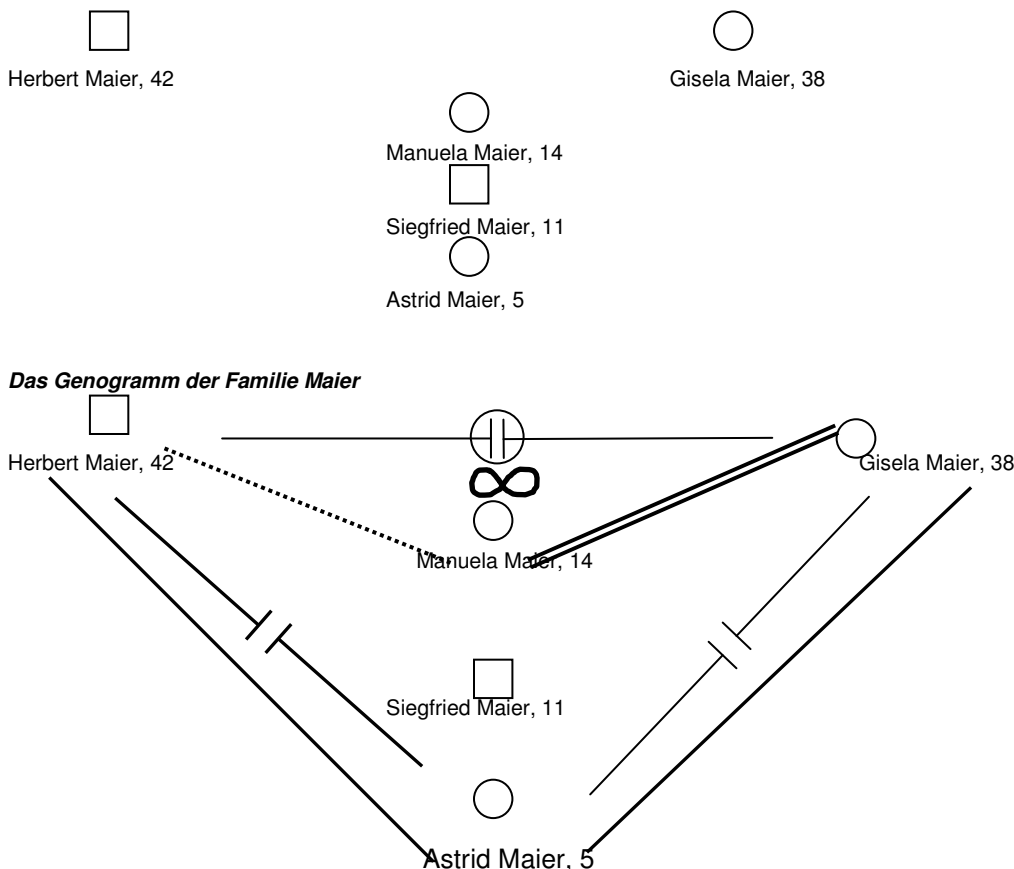 Herbert Maier, 42
Gisela Maier, 38
Manuela Maier, 14
Siegfried Maier, 11
Astrid Maier, 5
Das Genogramm der Familie Maier
Herbert Maier, 42
Gisela Maier, 38
Manuela Maier, 14
Siegfried Maier, 11
Astrid Maier, 5